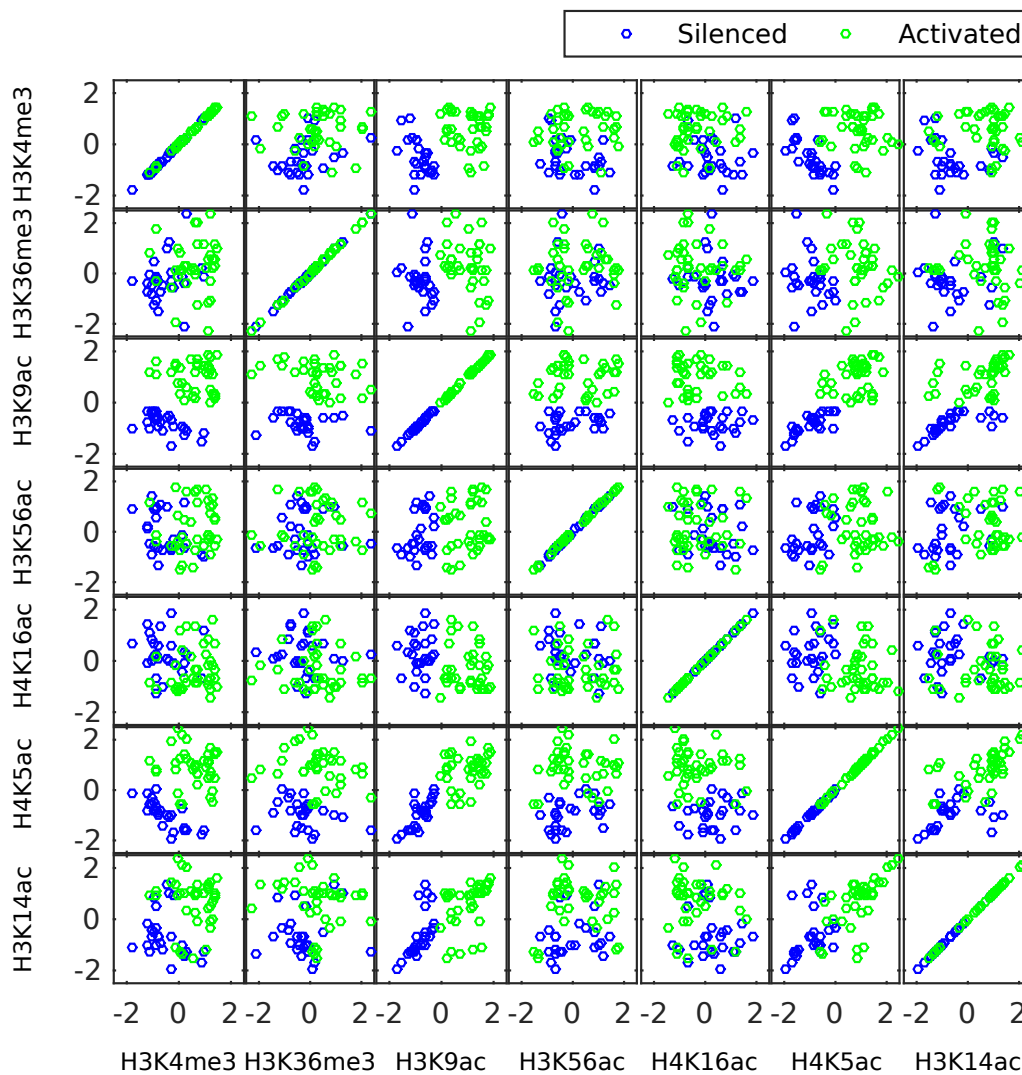 Silenced Activated
H3K4me3
2
0
-2
H3K36me3
2
0
-2
H3K9ac
2
0
-2
H3K56ac
2
0
-2
H4K16ac
2
0
-2
H4K5ac
2
0
-2
H3K14ac
2
0
-2
-2 0 2 -2 0 2 -2 0 2 -2 0 2 -2 0 2 -2 0 2 -2 0 2
H3K4me3 H3K36me3 H3K9ac H3K56ac H4K16ac H4K5ac H3K14ac